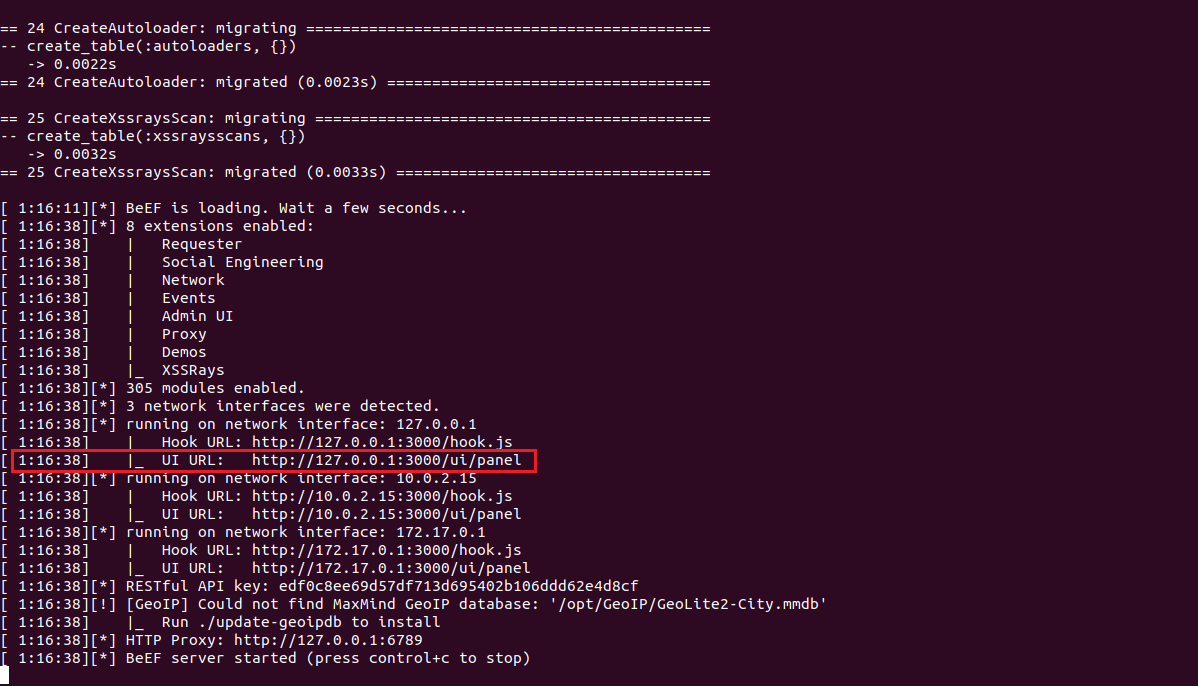 == 24 CreateAutoloader: migrating =============================================
-- create_table(:autoloaders, {})
   -> 0.0022s
== 24 CreateAutoloader: migrated (0.0023s) ====================================

== 25 CreateXssraysScan: migrating ============================================
-- create_table(:xssraysscans, {})
   -> 0.0032s
== 25 CreateXssraysScan: migrated (0.0033s) ===================================

[ 1:16:11][*] BeEF is loading. Wait a few seconds...
[ 1:16:38][*] 8 extensions enabled:
[ 1:16:38]    |   Requester
[ 1:16:38]    |   Social Engineering
[ 1:16:38]    |   Network
[ 1:16:38]    |   Events
[ 1:16:38]    |   Admin UI
[ 1:16:38]    |   Proxy
[ 1:16:38]    |   Demos
[ 1:16:38]    |_  XSSRays
[ 1:16:38][*] 305 modules enabled.
[ 1:16:38][*] 3 network interfaces were detected.
[ 1:16:38][*] running on network interface: 127.0.0.1
[ 1:16:38]    |   Hook URL: http://127.0.0.1:3000/hook.js
[ 1:16:38]    |_  UI URL:   http://127.0.0.1:3000/ui/panel
[ 1:16:38][*] running on network interface: 10.0.2.15
[ 1:16:38]    |   Hook URL: http://10.0.2.15:3000/hook.js
[ 1:16:38]    |_  UI URL:   http://10.0.2.15:3000/ui/panel
[ 1:16:38][*] running on network interface: 172.17.0.1
[ 1:16:38]    |   Hook URL: http://172.17.0.1:3000/hook.js
[ 1:16:38]    |_  UI URL:   http://172.17.0.1:3000/ui/panel
[ 1:16:38][*] RESTful API key: edf0c8ee69d57df713d695402b106ddd62e4d8cf
[ 1:16:38][!] [GeoIP] Could not find MaxMind GeoIP database: '/opt/GeoIP/GeoLite2-City.mmdb'
[ 1:16:38]    |_  Run ./update-geoipdb to install
[ 1:16:38][*] HTTP Proxy: http://127.0.0.1:6789
[ 1:16:38][*] BeEF server started (press control+c to stop)